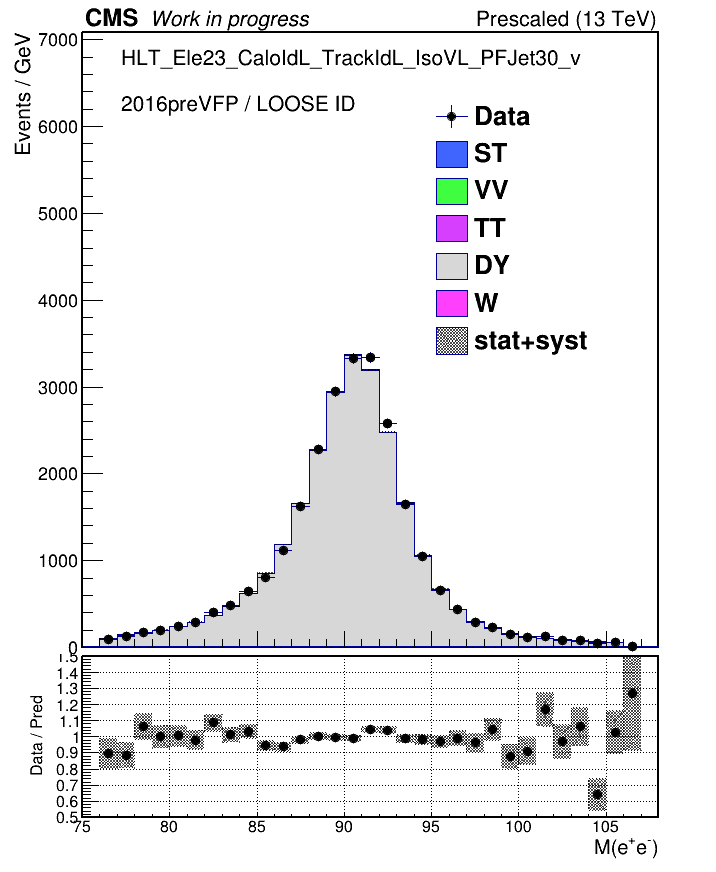 CMS Work in progress Prescaled (13 TeV)
Events / GeV
7000
6000
5000
4000
3000
2000
1000
0
HLT_Ele23_CaloIdL_TrackIdL_IsoVL_PFJet30_v
2016preVFP / LOOSE ID
Data
ST
VV
TT
DY
W
stat+syst
Data / Pred
1.5
1.4
1.3
1.2
1.1
1
0.9
0.8
0.7
0.6
0.5
75 80 85 90 95 100 105
M(e⁺e⁻)